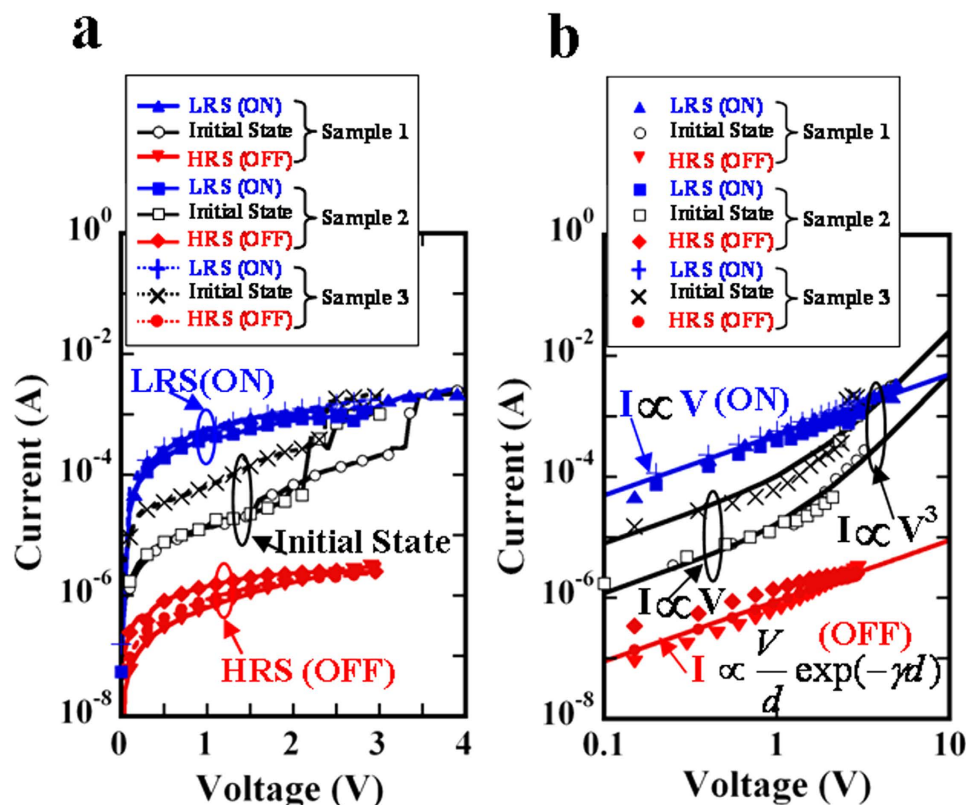 a
LRS (ON)
Initial State
HRS (OFF)
Sample 1
LRS (ON)
Initial State
HRS (OFF)
Sample 2
LRS (ON)
Initial State
HRS (OFF)
Sample 3
10⁰
10⁻²
10⁻⁴
10⁻⁶
10⁻⁸
Current (A)
LRS(ON)
Initial State
HRS (OFF)
0 1 2 3 4
Voltage (V)
b
LRS (ON)
Initial State
HRS (OFF)
Sample 1
LRS (ON)
Initial State
HRS (OFF)
Sample 2
LRS (ON)
Initial State
HRS (OFF)
Sample 3
10⁰
10⁻²
10⁻⁴
10⁻⁶
10⁻⁸
Current (A)
I∝ V (ON)
I∝ V³
I∝ V
(OFF)
I ∝ V/d exp(−γd)
0.1 1 10
Voltage (V)